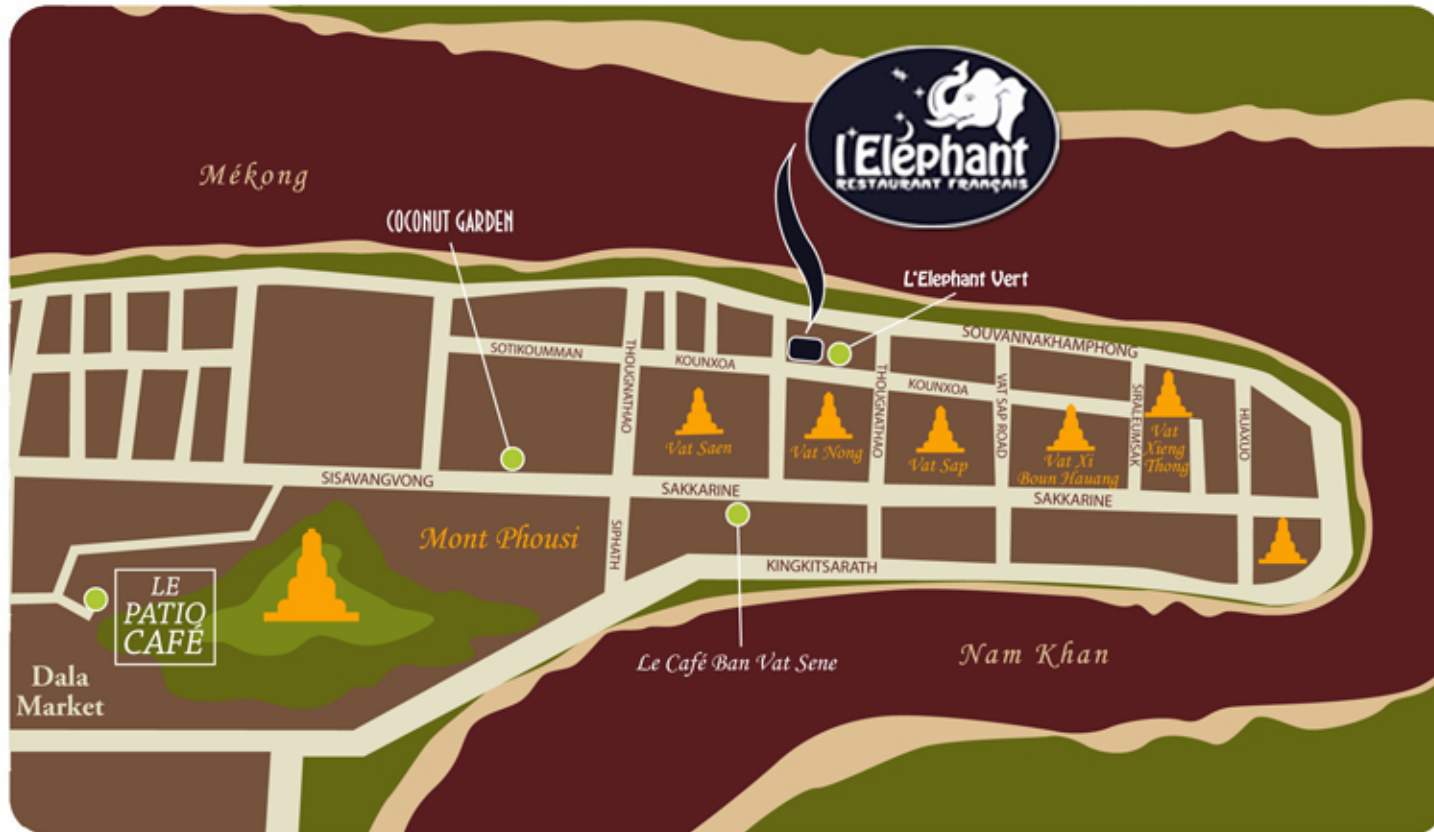 l'Eléphant
RESTAURANT FRANÇAIS
Mékong
COCONUT GARDEN
L'Elephant Vert
SOUVANNAKHAMPHONG
SOTIKOUMMAN
THOUGNATHAO
KOUNXOA
THOUGNATHAO
KOUNXOA
VAT SAP ROAD
SIRALEUMSAK
HUAXUO
Vat Saen
Vat Nong
Vat Sap
Vat Xi
Boun Hauang
Vat
Xieng
Thong
SISAVANGVONG
SAKKARINE
SAKKARINE
Mont Phousi
SIPHATH
KINGKITSARATH
LE
PATIO
CAFÉ
Dala
Market
Le Café Ban Vat Sene
Nam Khan